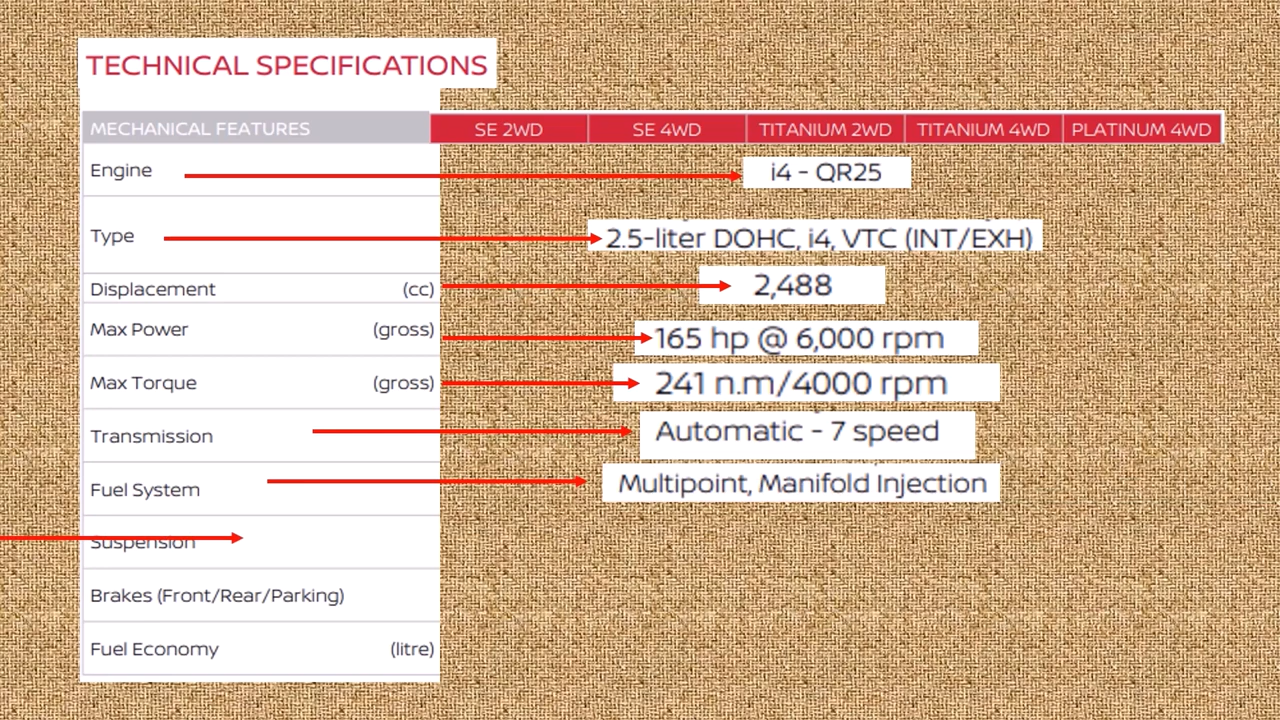 TECHNICAL SPECIFICATIONS
MECHANICAL FEATURES SE 2WD SE 4WD TITANIUM 2WD TITANIUM 4WD PLATINUM 4WD
Engine i4 - QR25
Type 2.5-liter DOHC, i4, VTC (INT/EXH)
Displacement (cc) 2,488
Max Power (gross) 165 hp @ 6,000 rpm
Max Torque (gross) 241 n.m/4000 rpm
Transmission Automatic - 7 speed
Fuel System Multipoint, Manifold Injection
Suspension
Brakes (Front/Rear/Parking)
Fuel Economy (litre)